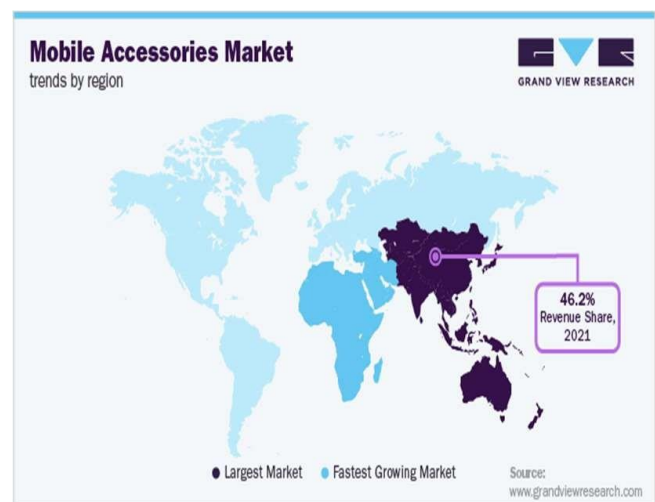 Mobile Accessories Market
trends by region
GRAND VIEW RESEARCH
46.2%
Revenue Share,
2021
Largest Market
Fastest Growing Market
Source:
www.grandviewresearch.com